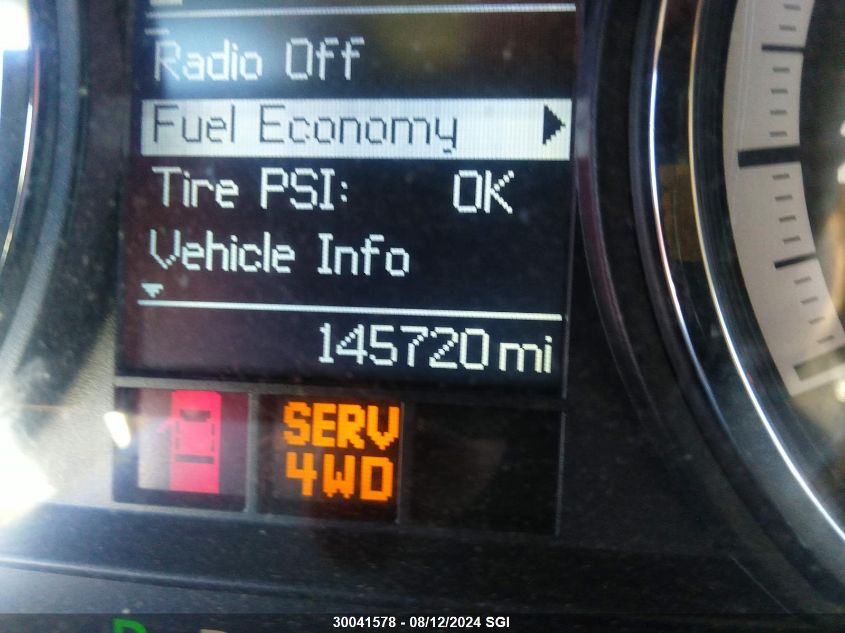 Radio Off
Fuel Economy
Tire PSI: OK
Vehicle Info
145720 mi
SERV
4WD
30041578 - 08/12/2024 SGI